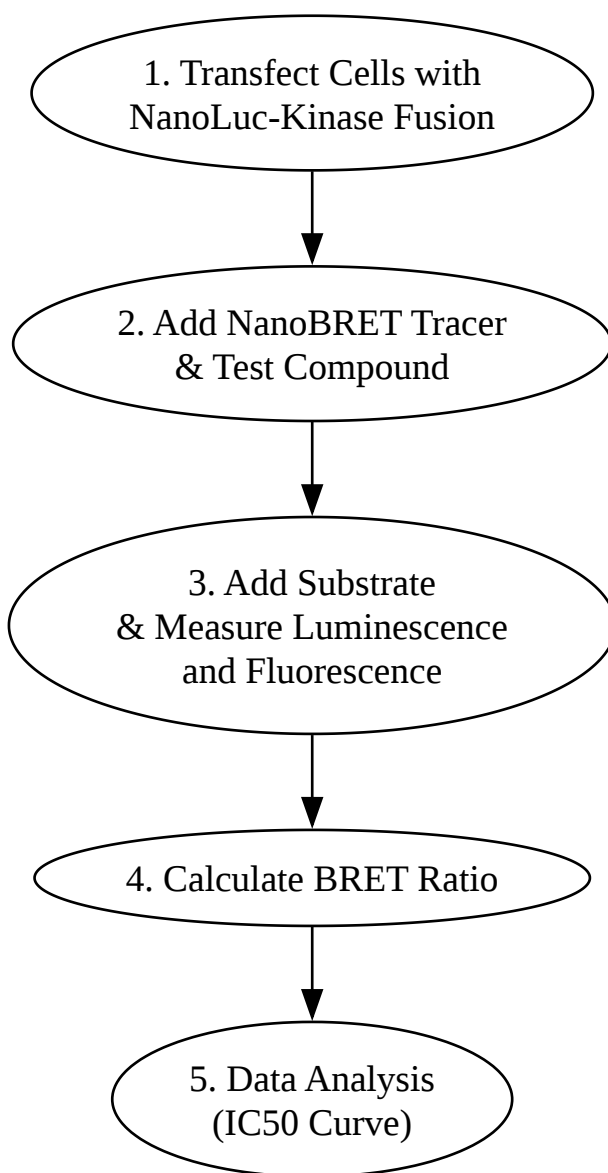 1. Transfect Cells with
NanoLuc-Kinase Fusion
2. Add NanoBRET Tracer
& Test Compound
3. Add Substrate
& Measure Luminescence
and Fluorescence
4. Calculate BRET Ratio
5. Data Analysis
(IC50 Curve)